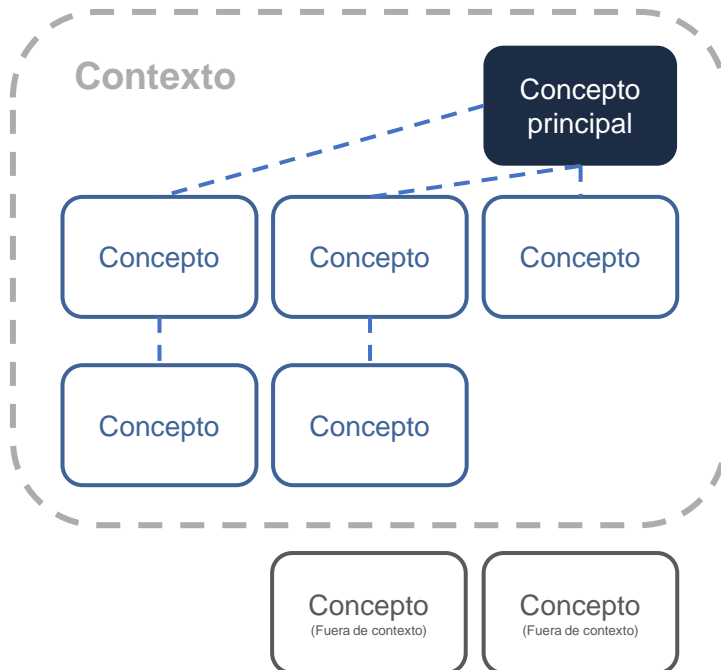 Contexto
Concepto
principal
Concepto
Concepto
Concepto
Concepto
Concepto
Concepto
(Fuera de contexto)
Concepto
(Fuera de contexto)